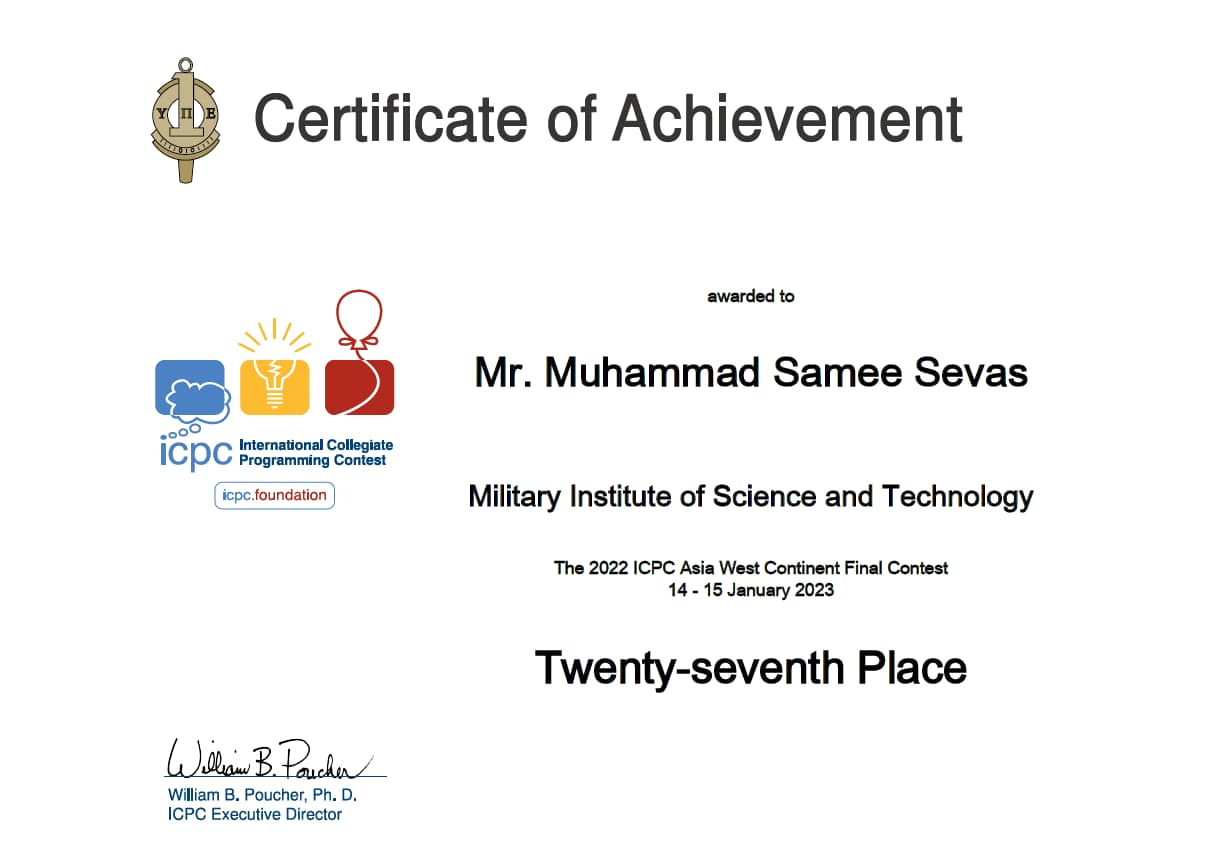 Υ Π Ε
Certificate of Achievement
awarded to
Mr. Muhammad Samee Sevas
icpc International Collegiate
Programming Contest
icpc.foundation
Military Institute of Science and Technology
The 2022 ICPC Asia West Continent Final Contest
14 - 15 January 2023
Twenty-seventh Place
William B. Poucher
William B. Poucher, Ph. D.
ICPC Executive Director